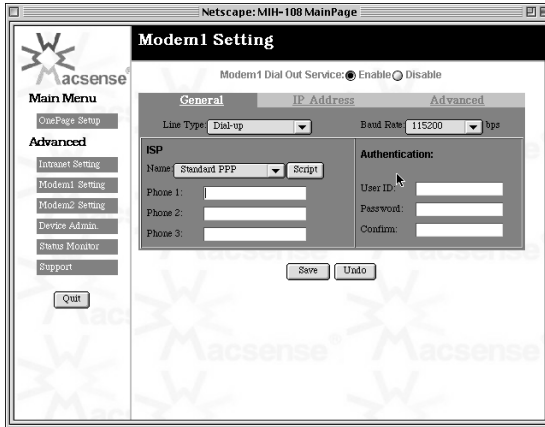 Netscape: MIH-108 MainPage
Macsense
Main Menu
OnePage Setup
Advanced
Intranet Setting
Modem1 Setting
Modem2 Setting
Device Admin.
Status Monitor
Support
Quit
Modem1 Setting
Modem1 Dial Out Service: Enable Disable
General IP Address Advanced
Line Type: Dial-up Baud Rate: 115200 bps
ISP
Name: Standard PPP Script
Phone 1:
Phone 2:
Phone 3:
Authentication:
User ID:
Password:
Confirm:
Save Undo